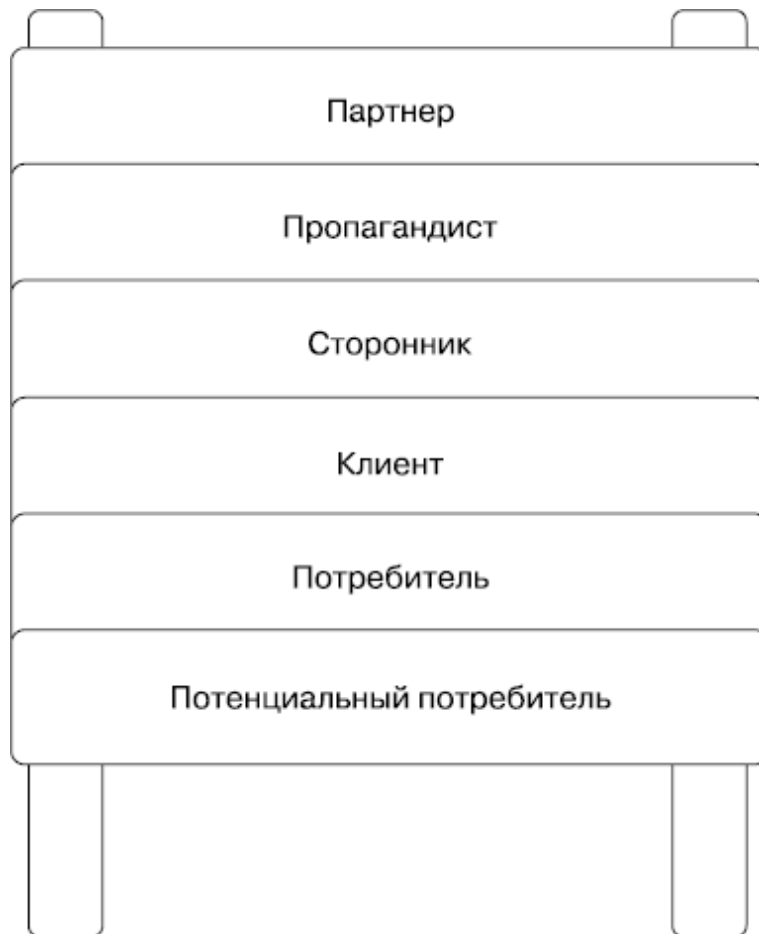 Партнер
Пропагандист
Сторонник
Клиент
Потребитель
Потенциальный потребитель